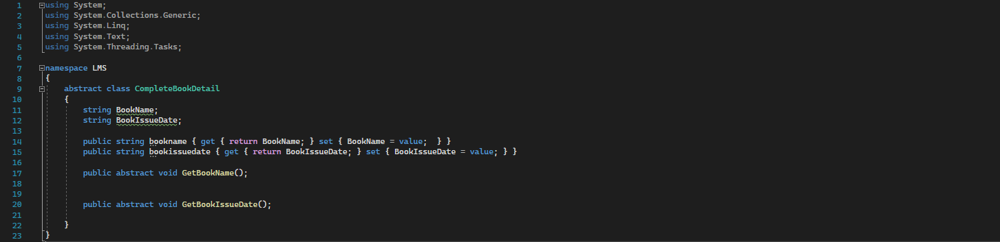 1 using System;
2 using System.Collections.Generic;
3 using System.Linq;
4 using System.Text;
5 using System.Threading.Tasks;
6
7 namespace LMS
8 {
9 abstract class CompleteBookDetail
10 {
11 string BookName;
12 string BookIssueDate;
13
14 public string bookname { get { return BookName; } set { BookName = value;  } }
15 public string bookissuedate { get { return BookIssueDate; } set { BookIssueDate = value; } }
16
17 public abstract void GetBookName();
18
19
20 public abstract void GetBookIssueDate();
21
22 }
23 }